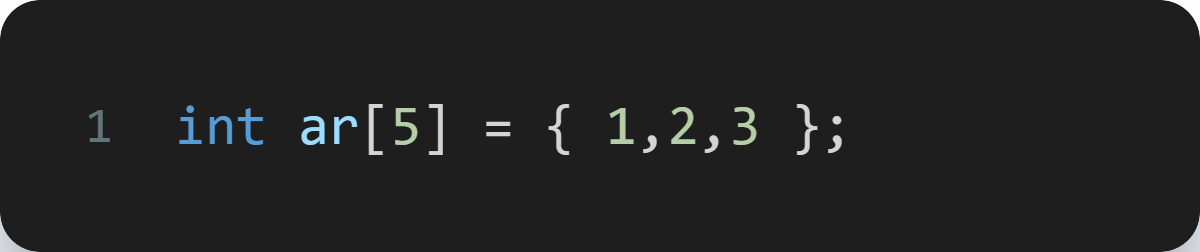 1 int ar[5] = { 1,2,3 };